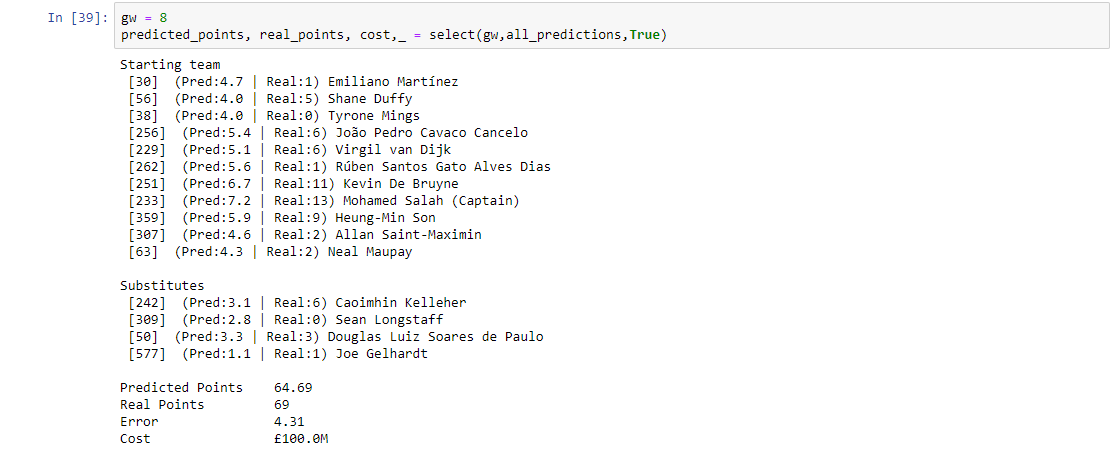 In [39]: gw = 8
predicted_points, real_points, cost,_ = select(gw,all_predictions,True)
Starting team
[30] (Pred:4.7 | Real:1) Emiliano Martínez
[56] (Pred:4.0 | Real:5) Shane Duffy
[38] (Pred:4.0 | Real:0) Tyrone Mings
[256] (Pred:5.4 | Real:6) João Pedro Cavaco Cancelo
[229] (Pred:5.1 | Real:6) Virgil van Dijk
[262] (Pred:5.6 | Real:1) Rúben Santos Gato Alves Dias
[251] (Pred:6.7 | Real:11) Kevin De Bruyne
[233] (Pred:7.2 | Real:13) Mohamed Salah (Captain)
[359] (Pred:5.9 | Real:9) Heung-Min Son
[307] (Pred:4.6 | Real:2) Allan Saint-Maximin
[63] (Pred:4.3 | Real:2) Neal Maupay
Substitutes
[242] (Pred:3.1 | Real:6) Caoimhin Kelleher
[309] (Pred:2.8 | Real:0) Sean Longstaff
[50] (Pred:3.3 | Real:3) Douglas Luiz Soares de Paulo
[577] (Pred:1.1 | Real:1) Joe Gelhardt
Predicted Points 64.69
Real Points 69
Error 4.31
Cost £100.0M